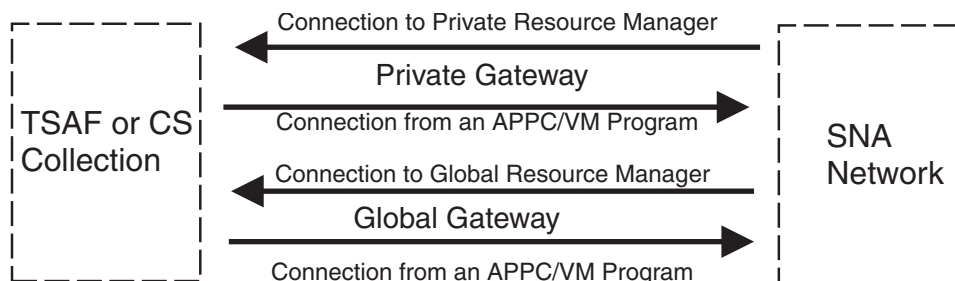 Connection to Private Resource Manager
Private Gateway
Connection from an APPC/VM Program
TSAF or CS
Collection
SNA
Network
Connection to Global Resource Manager
Global Gateway
Connection from an APPC/VM Program